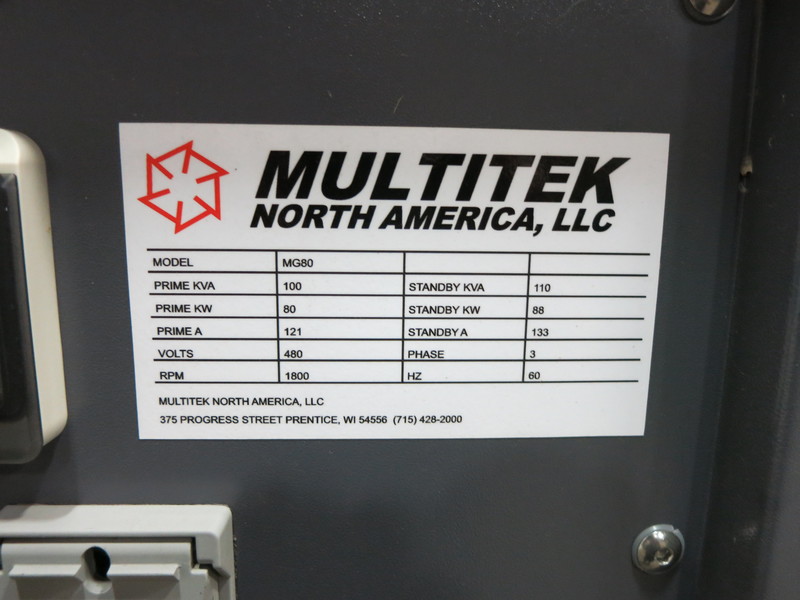 MULTITEK
NORTH AMERICA, LLC
MODEL MG80
PRIME KVA 100 STANDBY KVA 110
PRIME KW 80 STANDBY KW 88
PRIME A 121 STANDBY A 133
VOLTS 480 PHASE 3
RPM 1800 HZ 60
MULTITEK NORTH AMERICA, LLC
375 PROGRESS STREET PRENTICE, WI 54556 (715) 428-2000